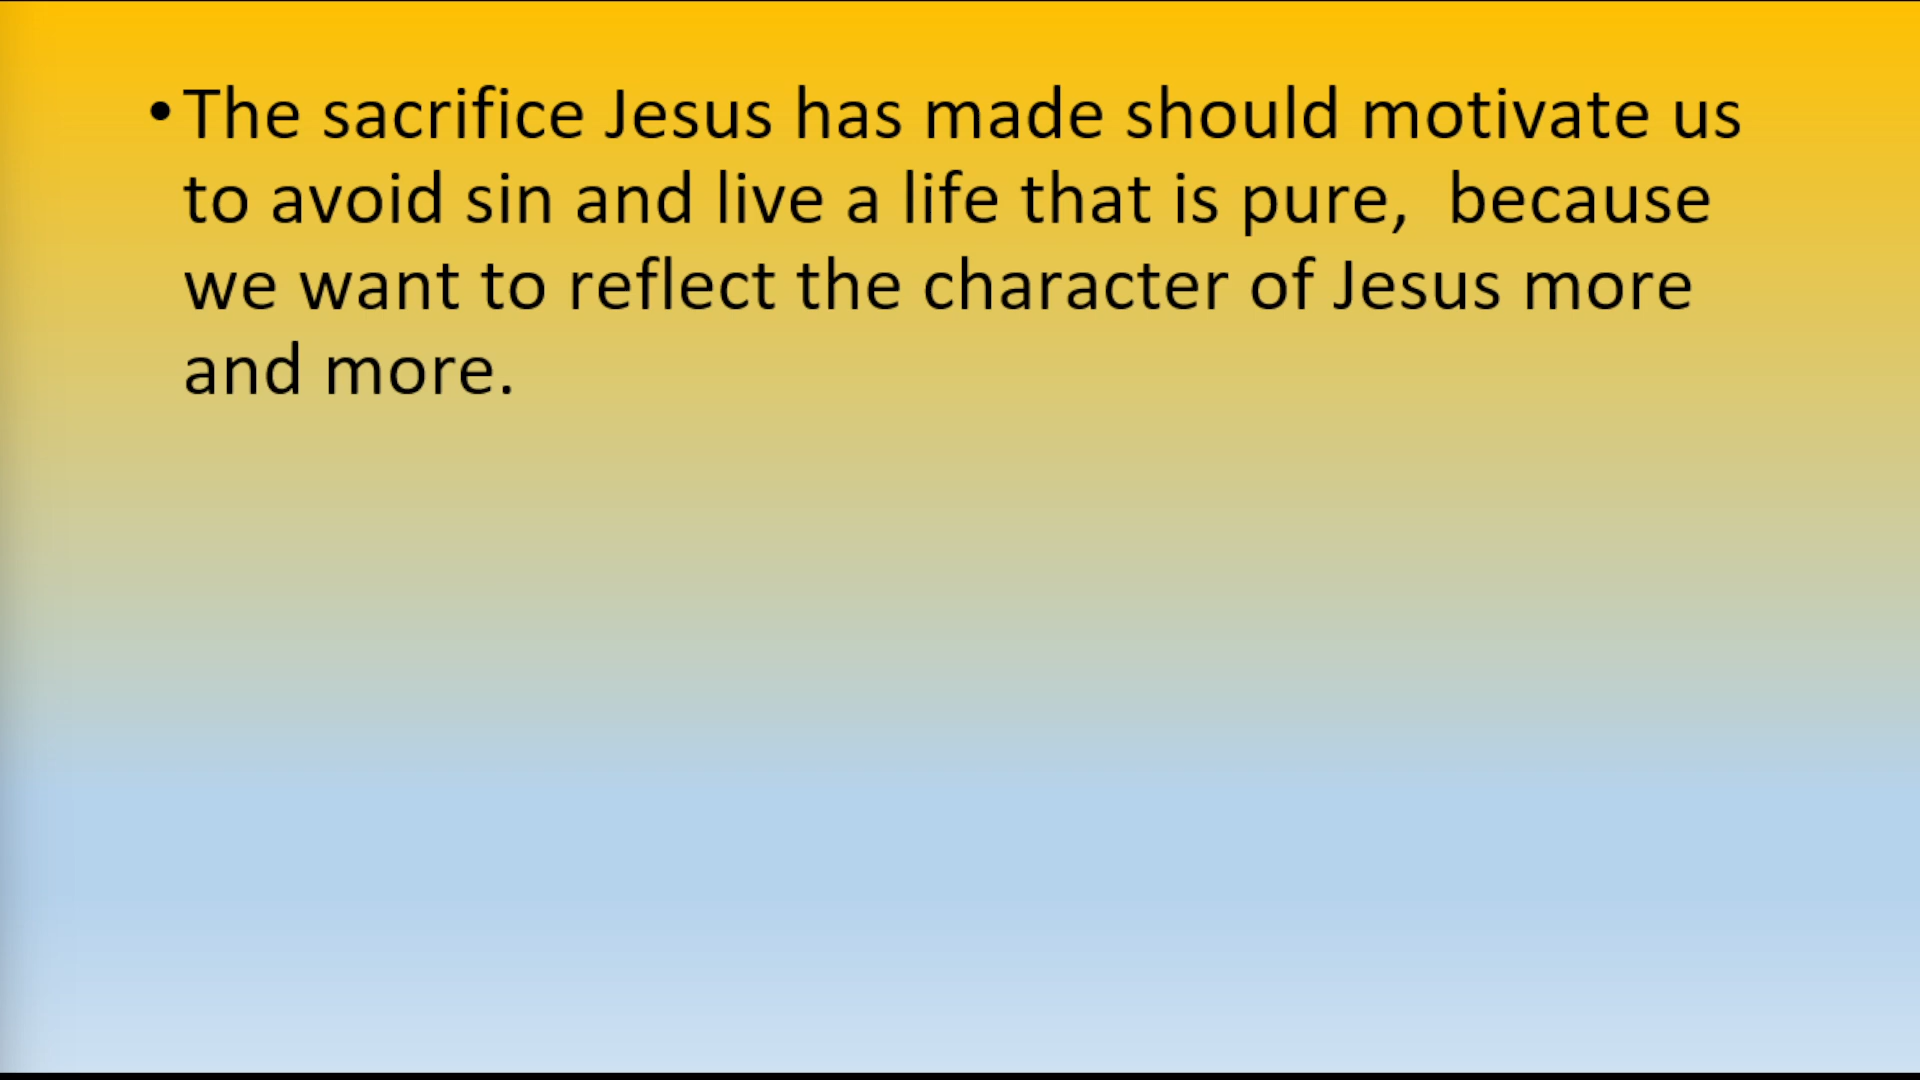 • The sacrifice Jesus has made should motivate us
to avoid sin and live a life that is pure,  because
we want to reflect the character of Jesus more
and more.